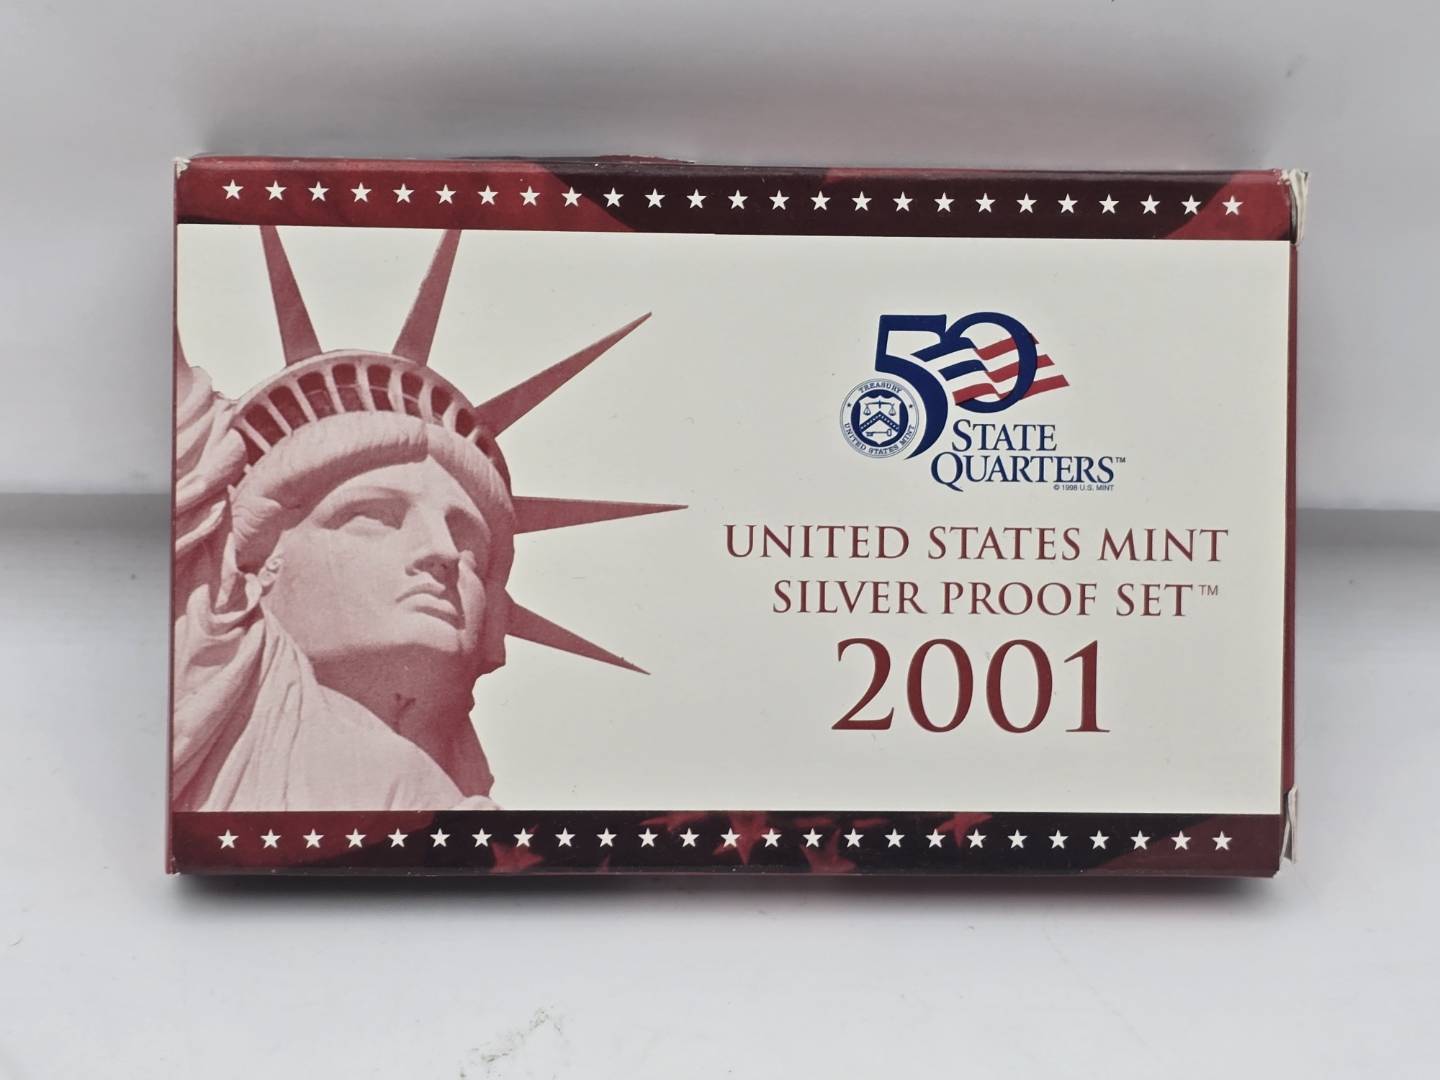 50
TREASURY
UNITED STATES MINT
STATE
QUARTERS™
© 1998 U.S. MINT
UNITED STATES MINT
SILVER PROOF SET™
2001